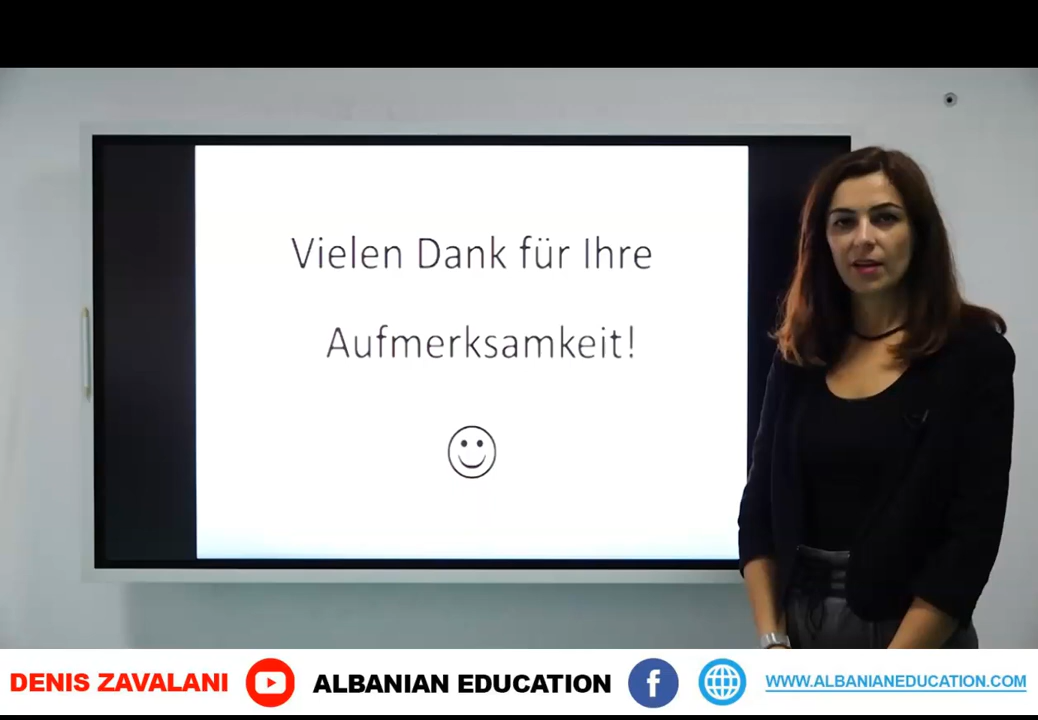 Vielen Dank für Ihre
Aufmerksamkeit!
DENIS ZAVALANI ALBANIAN EDUCATION WWW.ALBANIANEDUCATION.COM